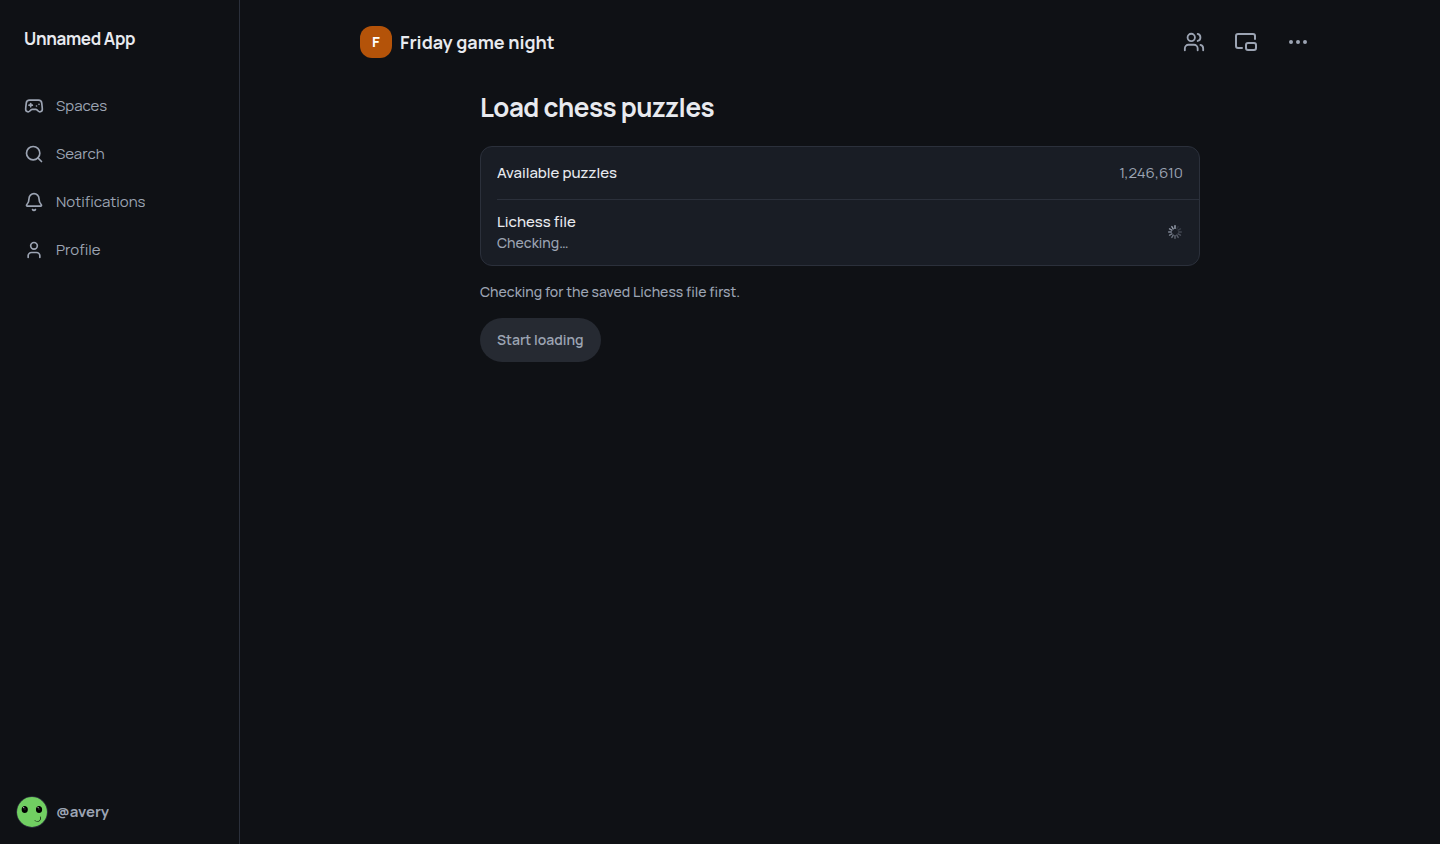 Unnamed App
Spaces
Search
Notifications
Profile
@avery
F
Friday game night
Load chess puzzles
Available puzzles
1,246,610
Lichess file
Checking…
Checking for the saved Lichess file first.
Start loading